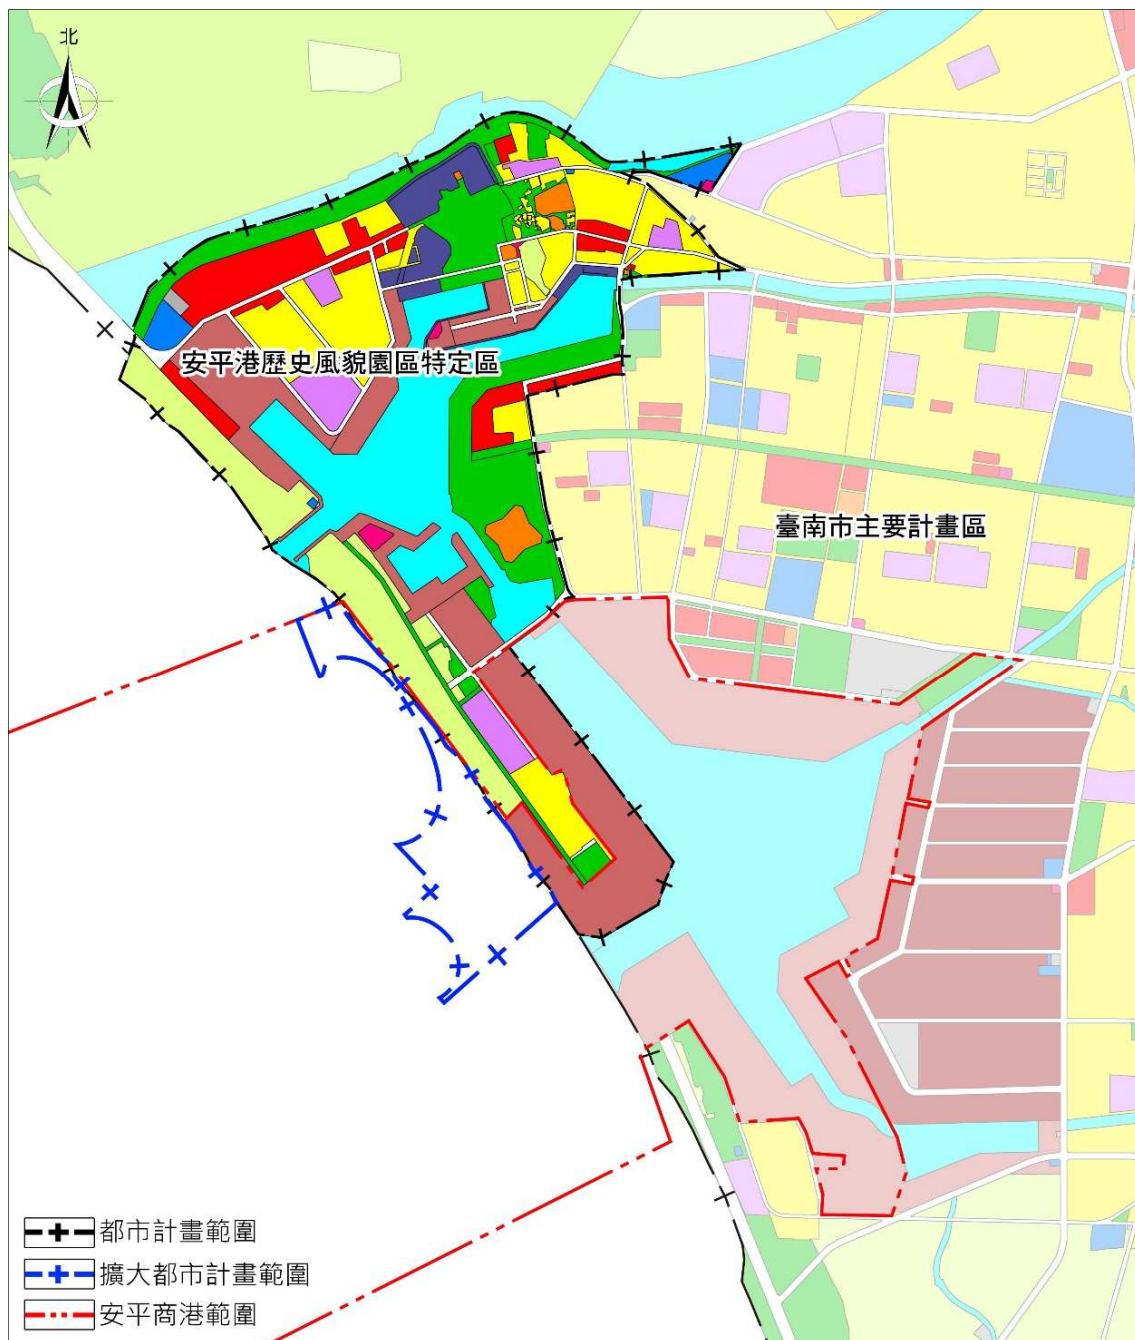 北
安平港歷史風貌園區特定區
臺南市主要計畫區
都市計畫範圍
擴大都市計畫範圍
安平商港範圍